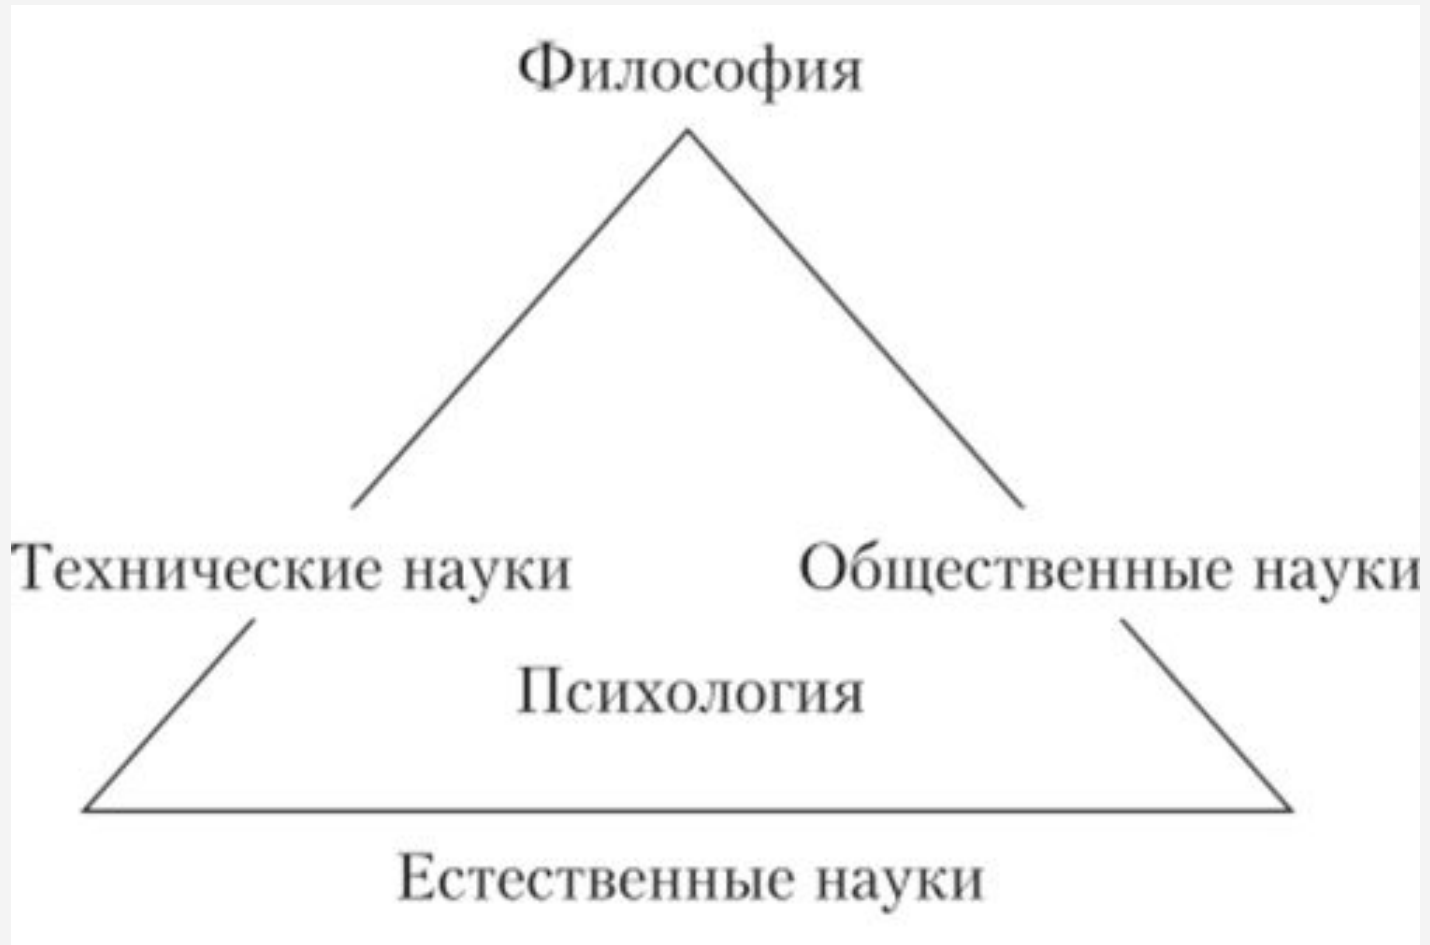 Философия
Технические науки
Общественные науки
Психология
Естественные науки